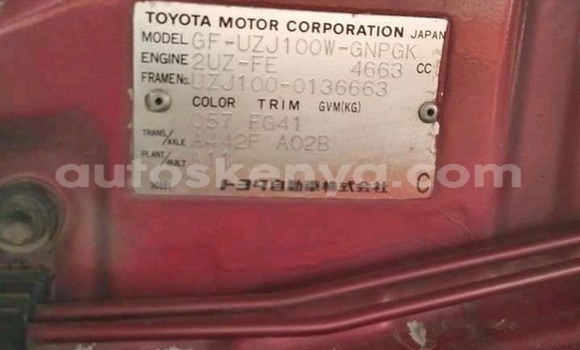 TOYOTA MOTOR CORPORATION JAPAN
MODEL GF-UZJ100W-GNPGK
ENGINE 2UZ-FE 4663 CC
FRAME No. UZJ100-0136663
COLOR TRIM GVM(KG)
057 FG41
TRANS/AXLE A442F A02B
PLANT/BUILT
autoskenya.com
トヨタ自動車株式会社 C